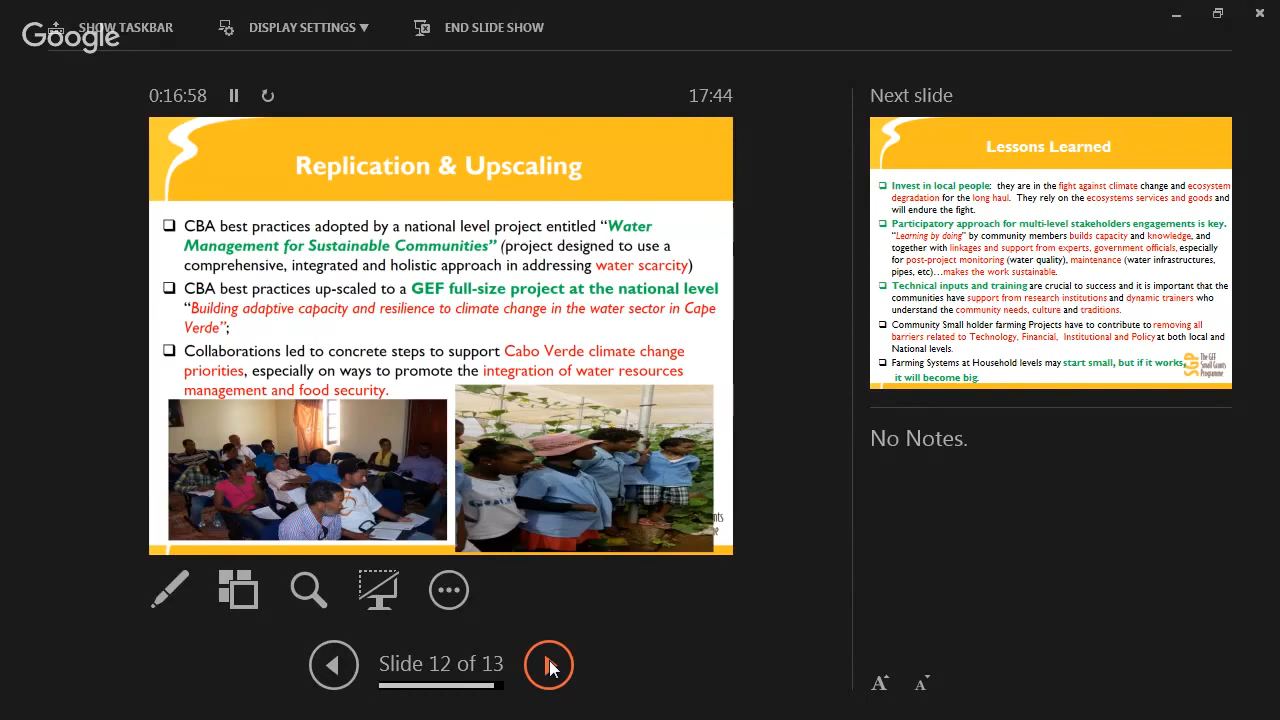 SHOW TASKBAR
DISPLAY SETTINGS ▼
END SLIDE SHOW
Google
0:16:58
17:44
Replication & Upscaling
❑ CBA best practices adopted by a national level project entitled “Water
Management for Sustainable Communities” (project designed to use a
comprehensive, integrated and holistic approach in addressing water scarcity)
❑ CBA best practices up-scaled to a GEF full-size project at the national level
“Building adaptive capacity and resilience to climate change in the water sector in Cape
Verde”;
❑ Collaborations led to concrete steps to support Cabo Verde climate change
priorities, especially on ways to promote the integration of water resources
management and food security.
Slide 12 of 13
Next slide
Lessons Learned
❑ Invest in local people: they are in the fight against climate change and ecosystem
degradation for the long haul. They rely on the ecosystems services and goods and
will endure the fight.
❑ Participatory approach for multi-level stakeholders engagements is key.
“Learning by doing” by community members builds capacity and knowledge, and
together with linkages and support from experts, government officials, especially
for post-project monitoring (water quality), maintenance (water infrastructures,
pipes, etc)…makes the work sustainable.
❑ Technical inputs and training are crucial to success and it is important that the
communities have support from research institutions and dynamic trainers who
understand the community needs, culture and traditions.
❑ Community Small holder farming Projects have to contribute to removing all
barriers related to Technology, Financial, Institutional and Policy at both local and
National levels.
❑ Farming Systems at Household levels may start small, but if it works,
it will become big.
SGP The GEF
Small Grants
Programme
No Notes.
A A